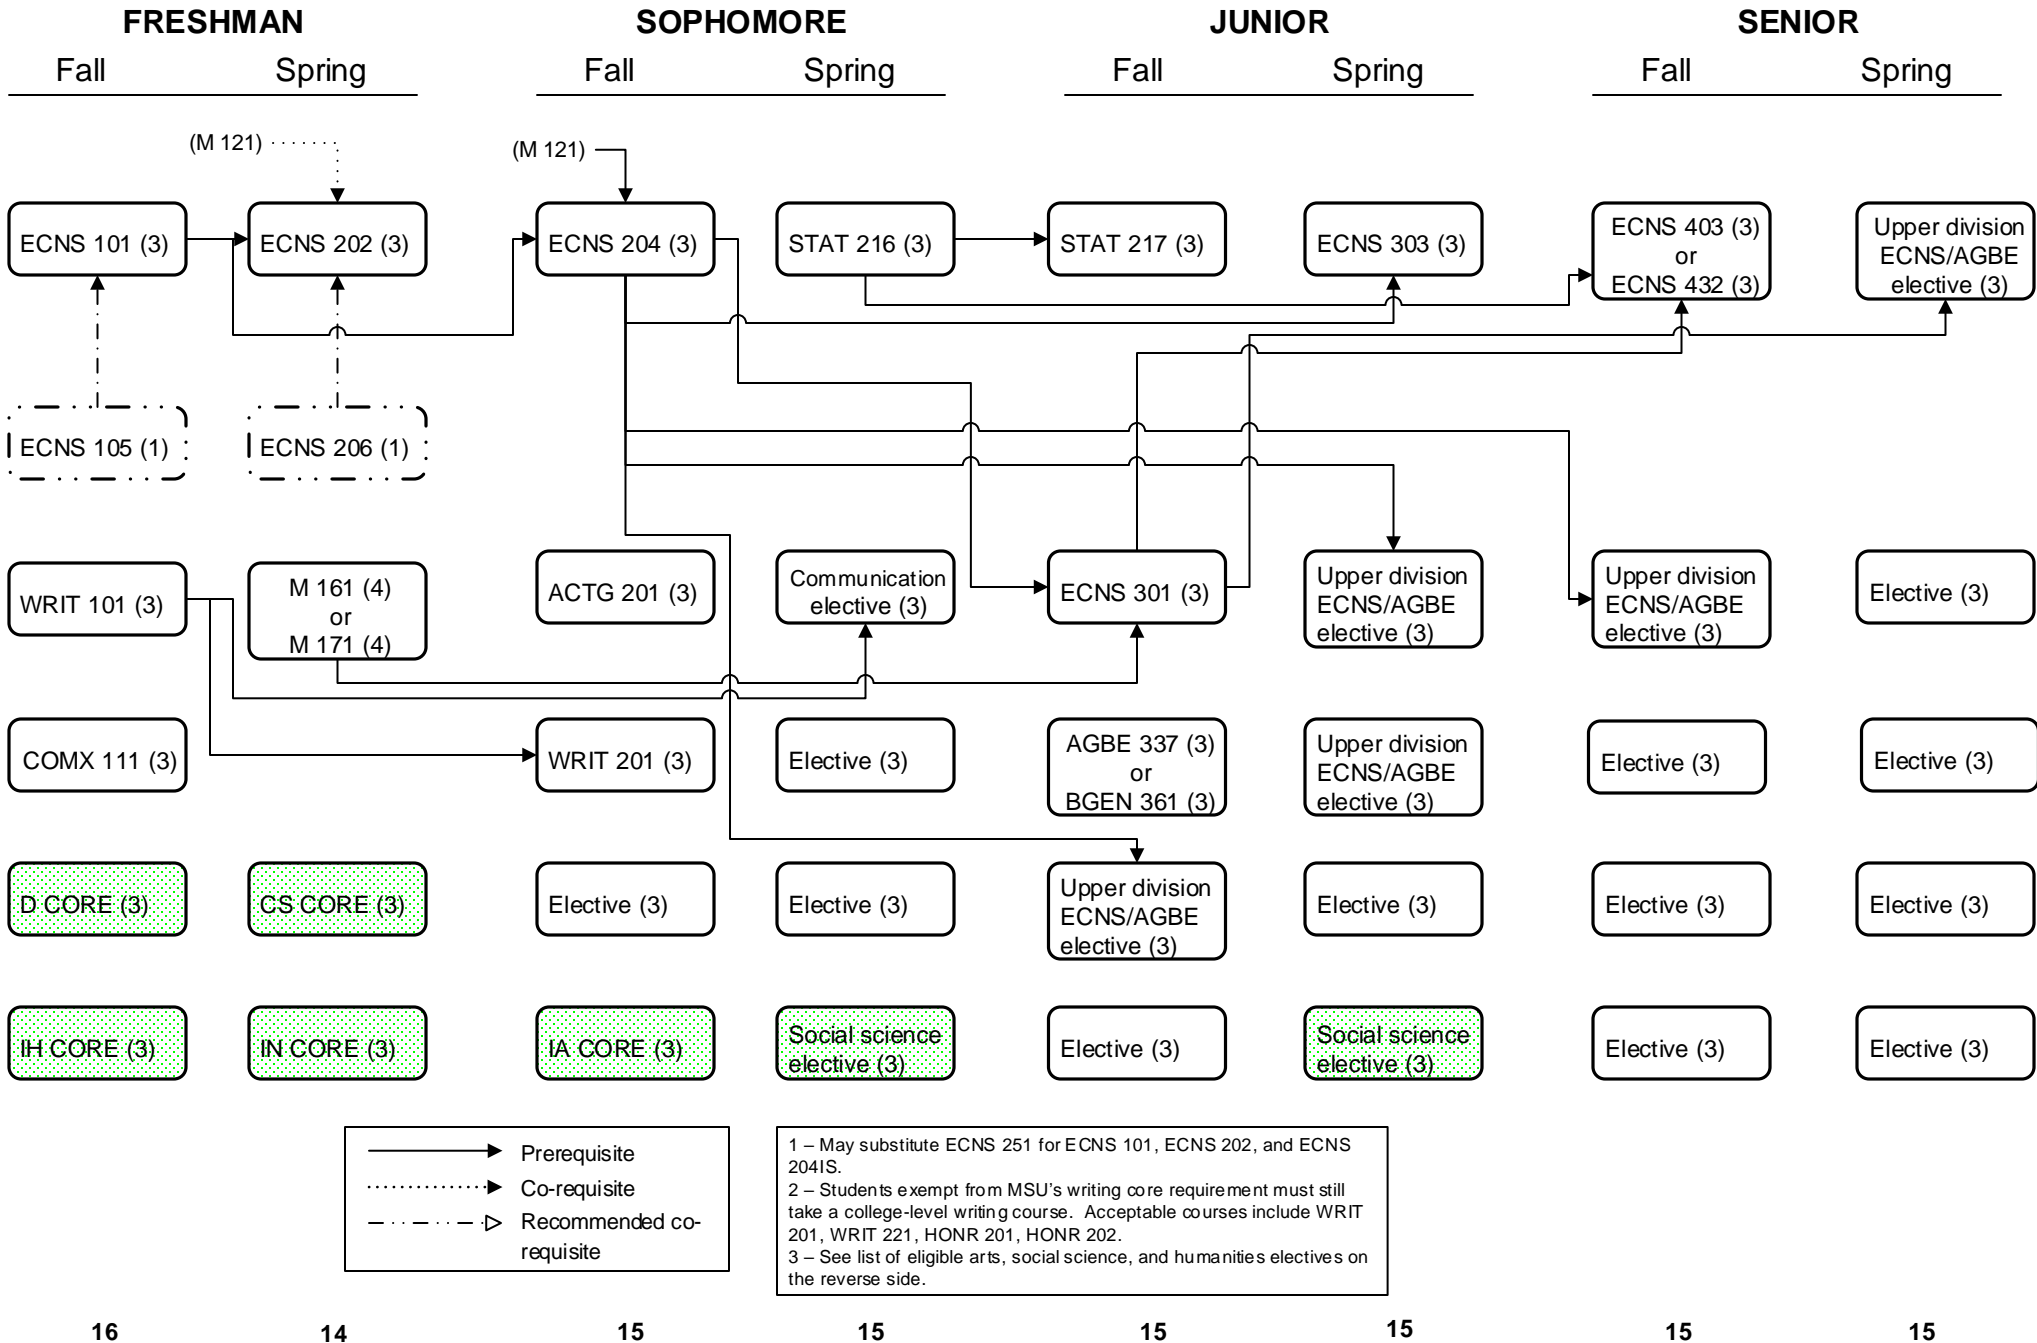 FRESHMAN
SOPHOMORE
JUNIOR
SENIOR
Fall
Spring
Fall
Spring
Fall
Spring
Fall
Spring
(M 121)
(M 121)
ECNS 101 (3)
ECNS 202 (3)
ECNS 204 (3)
STAT 216 (3)
STAT 217 (3)
ECNS 303 (3)
ECNS 403 (3)
or
ECNS 432 (3)
Upper division
ECNS/AGBE
elective (3)
ECNS 105 (1)
ECNS 206 (1)
WRIT 101 (3)
M 161 (4)
or
M 171 (4)
ACTG 201 (3)
Communication
elective (3)
ECNS 301 (3)
Upper division
ECNS/AGBE
elective (3)
Upper division
ECNS/AGBE
elective (3)
Elective (3)
COMX 111 (3)
WRIT 201 (3)
Elective (3)
AGBE 337 (3)
or
BGEN 361 (3)
Upper division
ECNS/AGBE
elective (3)
Elective (3)
Elective (3)
D CORE (3)
CS CORE (3)
Elective (3)
Elective (3)
Upper division
ECNS/AGBE
elective (3)
Elective (3)
Elective (3)
Elective (3)
IH CORE (3)
IN CORE (3)
IA CORE (3)
Social science
elective (3)
Elective (3)
Social science
elective (3)
Elective (3)
Elective (3)
Prerequisite
Co-requisite
Recommended co-
requisite
1 – May substitute ECNS 251 for ECNS 101, ECNS 202, and ECNS
204IS.
2 – Students exempt from MSU's writing core requirement must still
take a college-level writing course.  Acceptable courses include WRIT
201, WRIT 221, HONR 201, HONR 202.
3 – See list of eligible arts, social science, and humanities electives on
the reverse side.
16
14
15
15
15
15
15
15